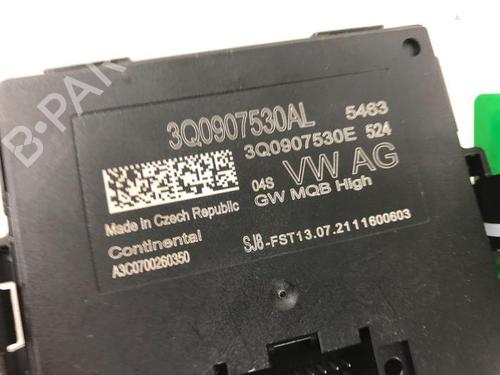 3Q0907530AL 5463
3Q0907530E 524
04S VW AG
GW MQB High
Made in Czech Republic
Continental
A3C0700260350
SJ8-FST13.07.2111600603
B-PARTS